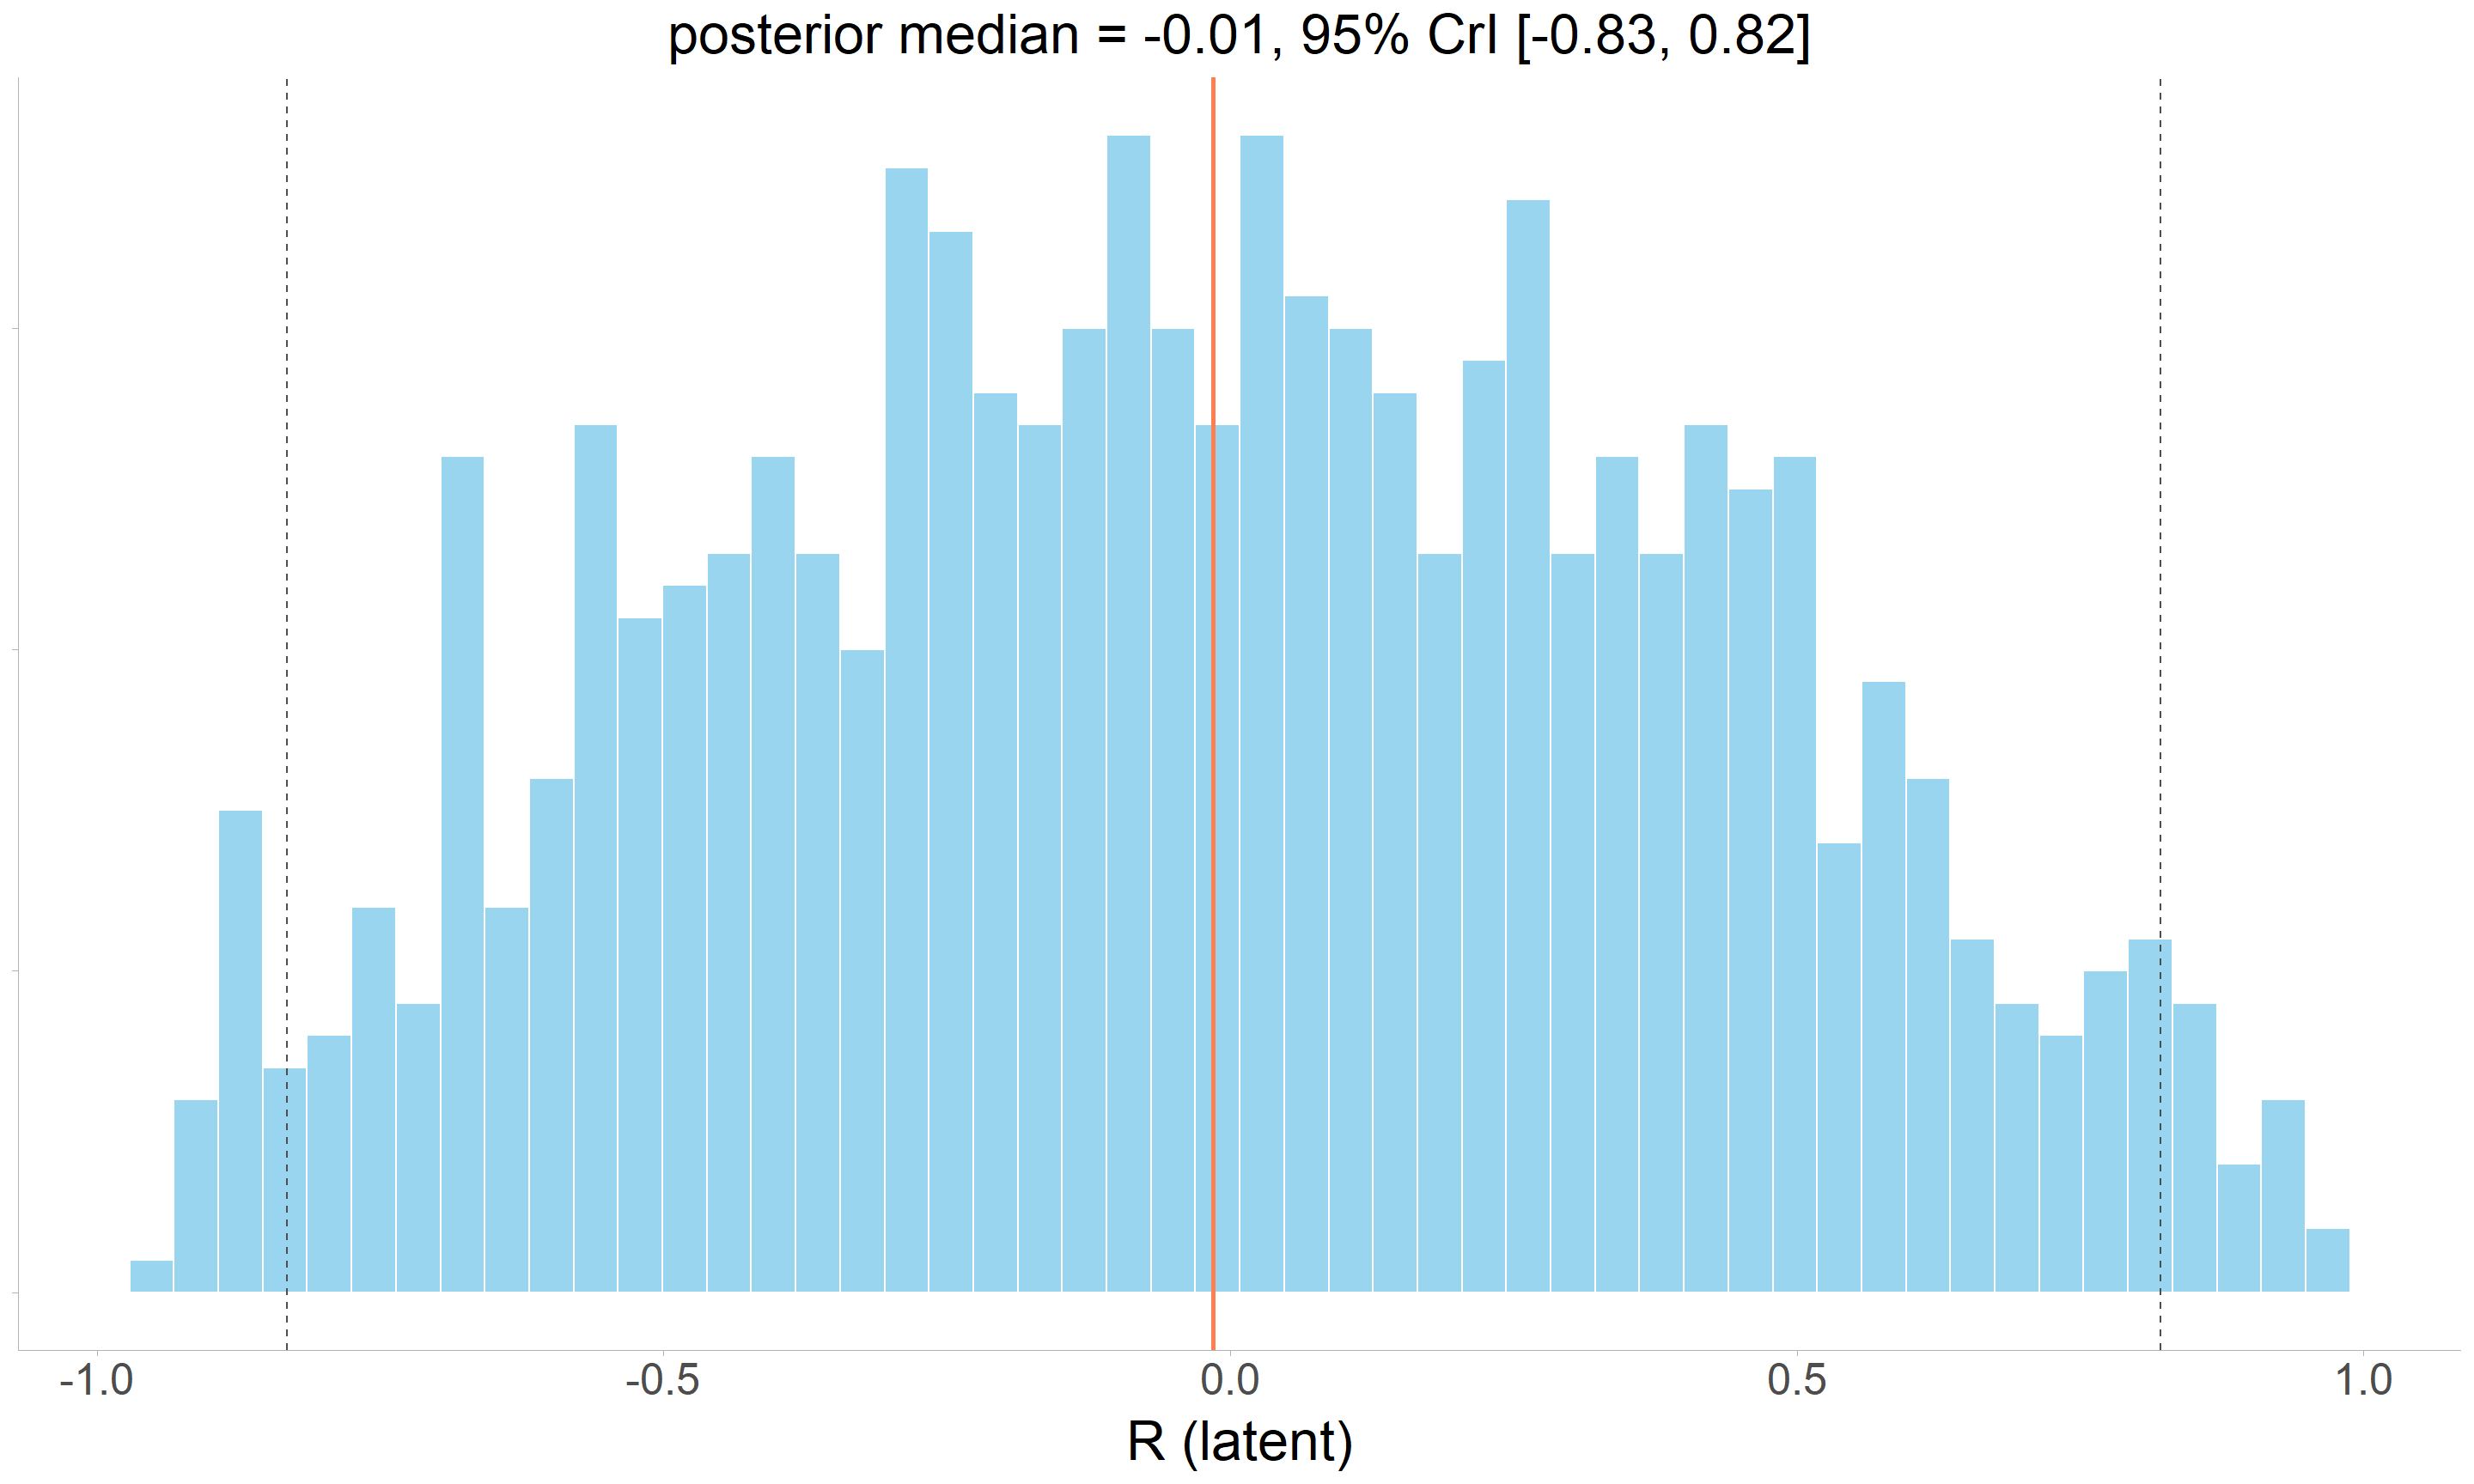 posterior median = -0.01, 95% CrI [-0.83, 0.82]
-1.0 -0.5 0.0 0.5 1.0
R (latent)